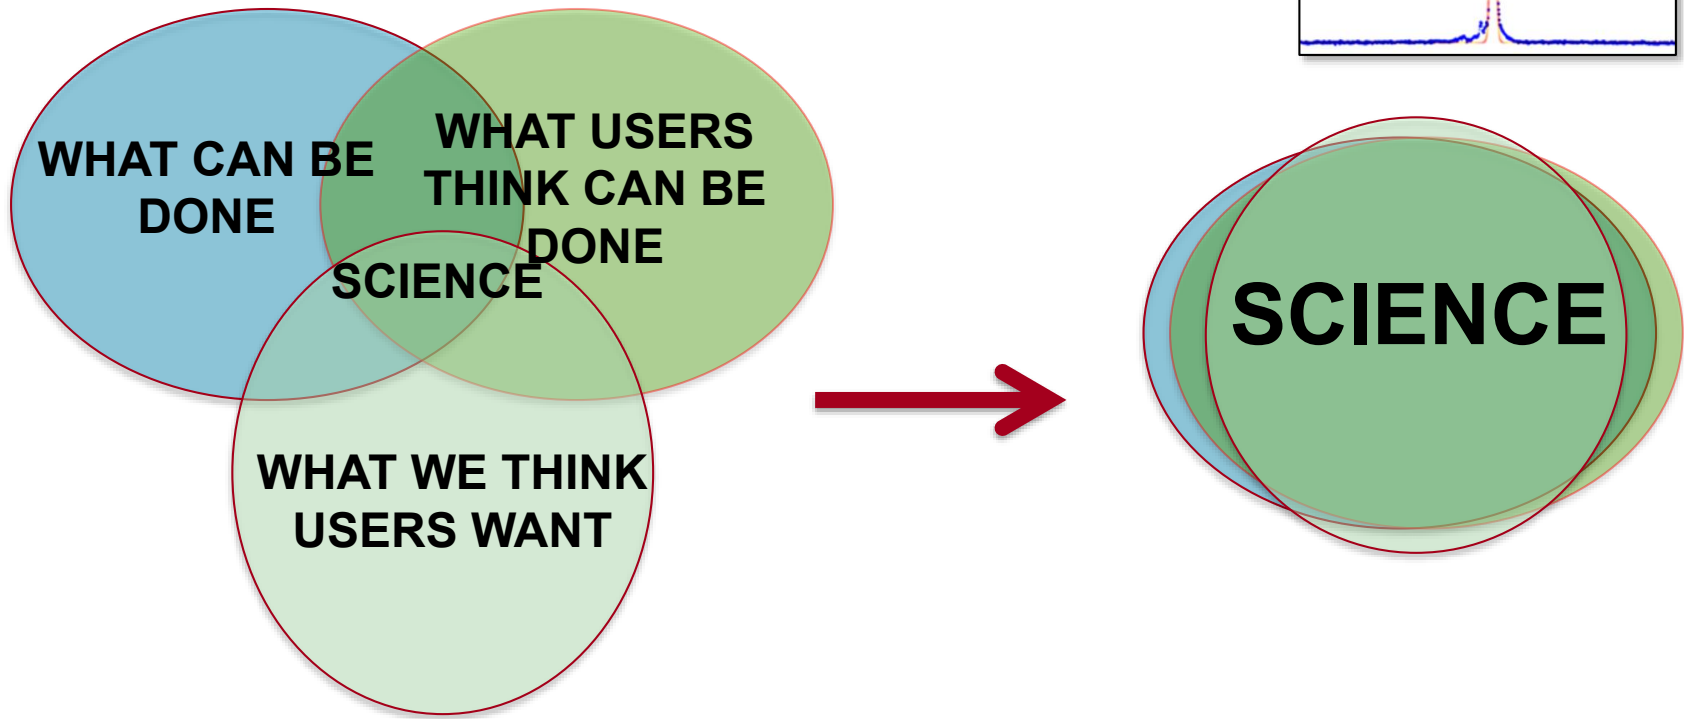 WHAT CAN BE
DONE
WHAT USERS
THINK CAN BE
DONE
SCIENCE
WHAT WE THINK
USERS WANT
SCIENCE